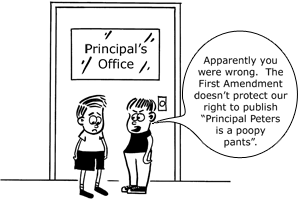 Principal's
Office
Apparently you
were wrong. The
First Amendment
doesn't protect our
right to publish
"Principal Peters
is a poopy
pants".